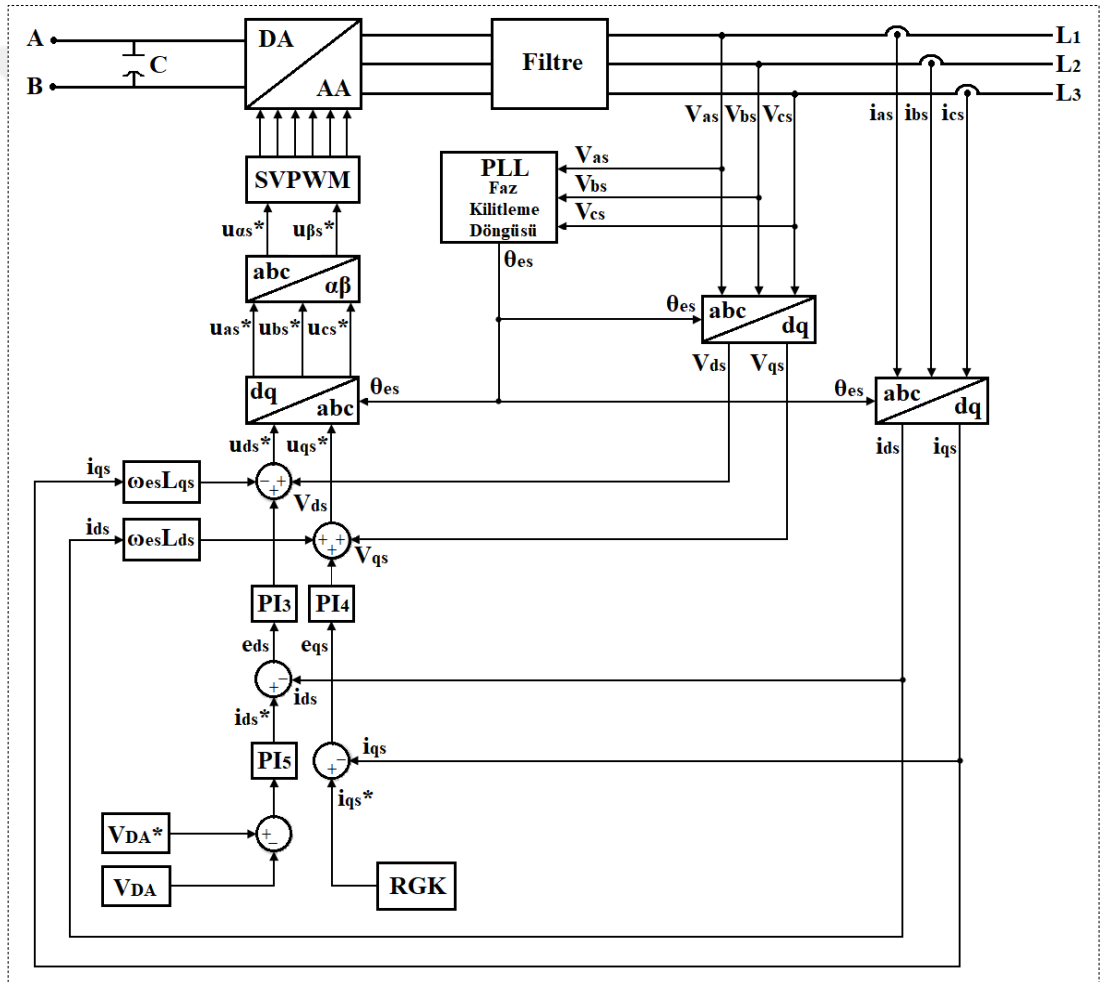 A
B
C
DA
AA
Filtre
L1
L2
L3
Vas
Vbs
Vcs
ias
ibs
ics
SVPWM
PLL
Faz
Kilitleme
Döngüsü
Vas
Vbs
Vcs
uαs*
uβs*
θes
abc
αβ
θes
abc
dq
uas*
ubs*
ucs*
Vds
Vqs
dq
abc
θes
θes
abc
dq
uds*
uqs*
ids
iqs
iqs
ωesLqs
− + +
Vds
ids
ωesLds
+ + +
Vqs
PI3
PI4
eds
eqs
+ −
ids
ids*
PI5
iqs
+ −
iqs*
VDA*
+ −
VDA
RGK